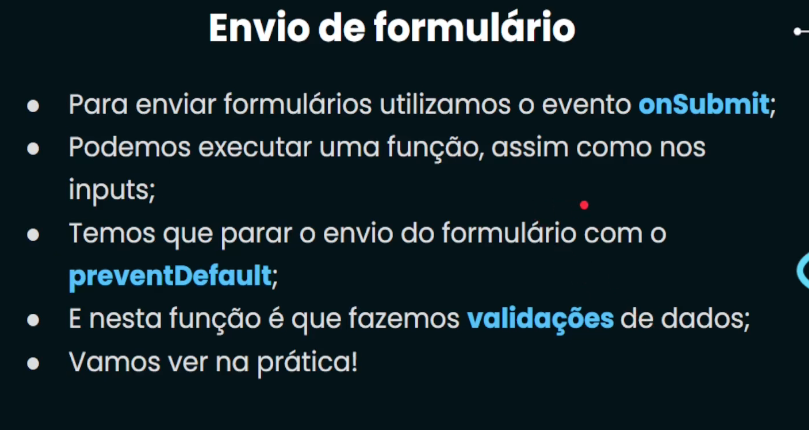 Envio de formulário
● Para enviar formulários utilizamos o evento onSubmit;
● Podemos executar uma função, assim como nos
inputs;
● Temos que parar o envio do formulário com o
preventDefault;
● E nesta função é que fazemos validações de dados;
● Vamos ver na prática!